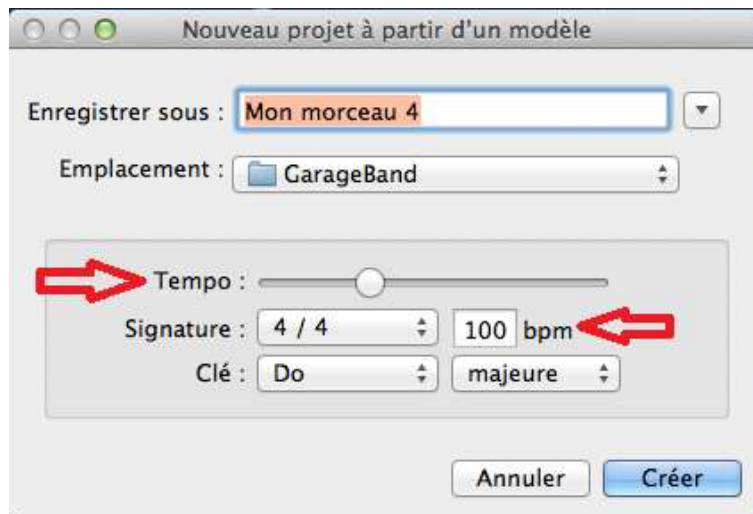 Nouveau projet à partir d'un modèle
Enregistrer sous : Mon morceau 4
Emplacement : GarageBand
Tempo :
Signature : 4 / 4 100 bpm
Clé : Do majeure
Annuler Créer